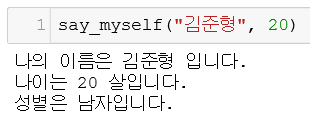 1 say_myself("김준형", 20)
나의 이름은 김준형 입니다.
나이는 20 살입니다.
성별은 남자입니다.